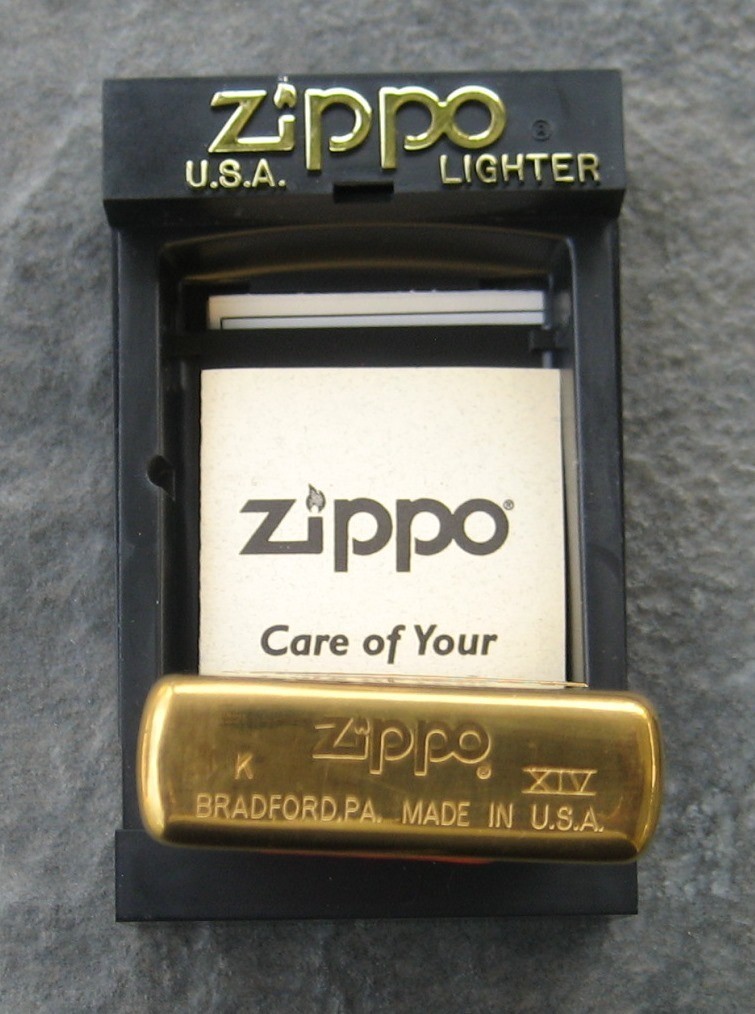 zippo ®
U.S.A. LIGHTER
zippo®
Care of Your
zippo®
K XIV
BRADFORD,PA. MADE IN U.S.A.